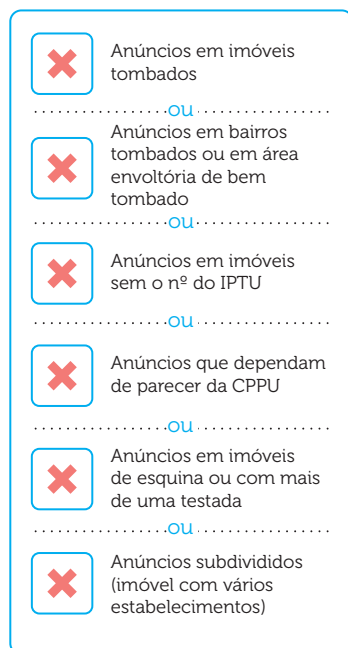 Anúncios em imóveis
tombados
ou
Anúncios em bairros
tombados ou em área
envoltória de bem
tombado
ou
Anúncios em imóveis
sem o nº do IPTU
ou
Anúncios que dependam
de parecer da CPPU
ou
Anúncios em imóveis
de esquina ou com mais
de uma testada
ou
Anúncios subdivididos
(imóvel com vários
estabelecimentos)